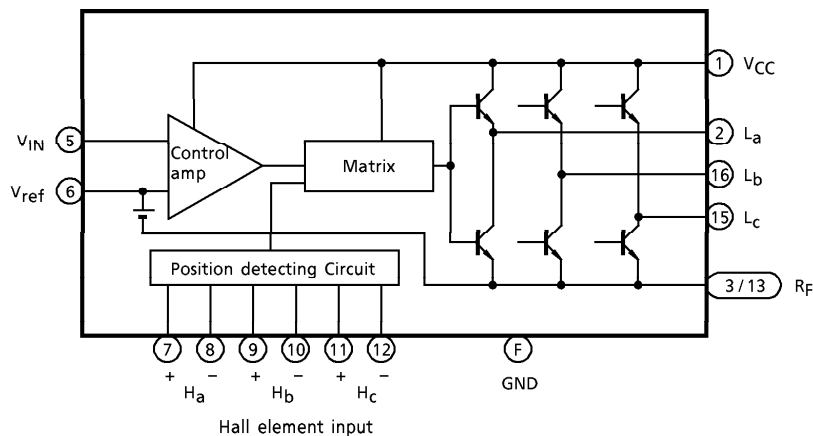 1 VCC
VIN 5
Control
amp
Matrix
2 La
Vref 6
16 Lb
15 Lc
Position detecting Circuit
3 / 13 RF
7 8 9 10 11 12 F
+ − + − + −
Ha Hb Hc
GND
Hall element input